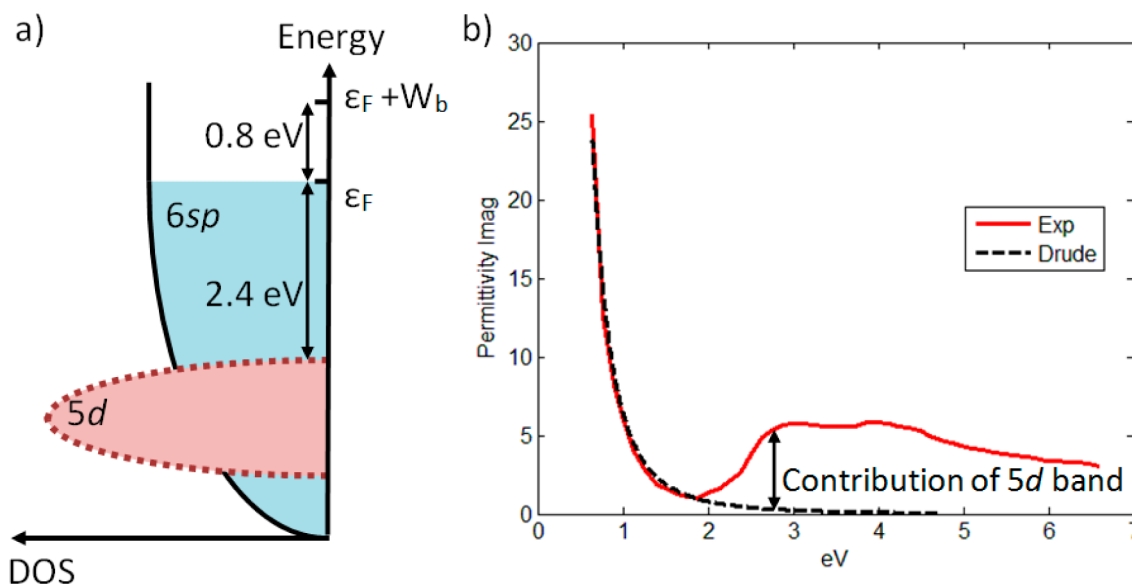 a)
Energy
εF +Wb
0.8 eV
εF
6sp
2.4 eV
5d
DOS
b)
30
25
20
15
10
5
0
Permittivity Imag
Exp
Drude
Contribution of 5d band
0 1 2 3 4 5 6 7
eV